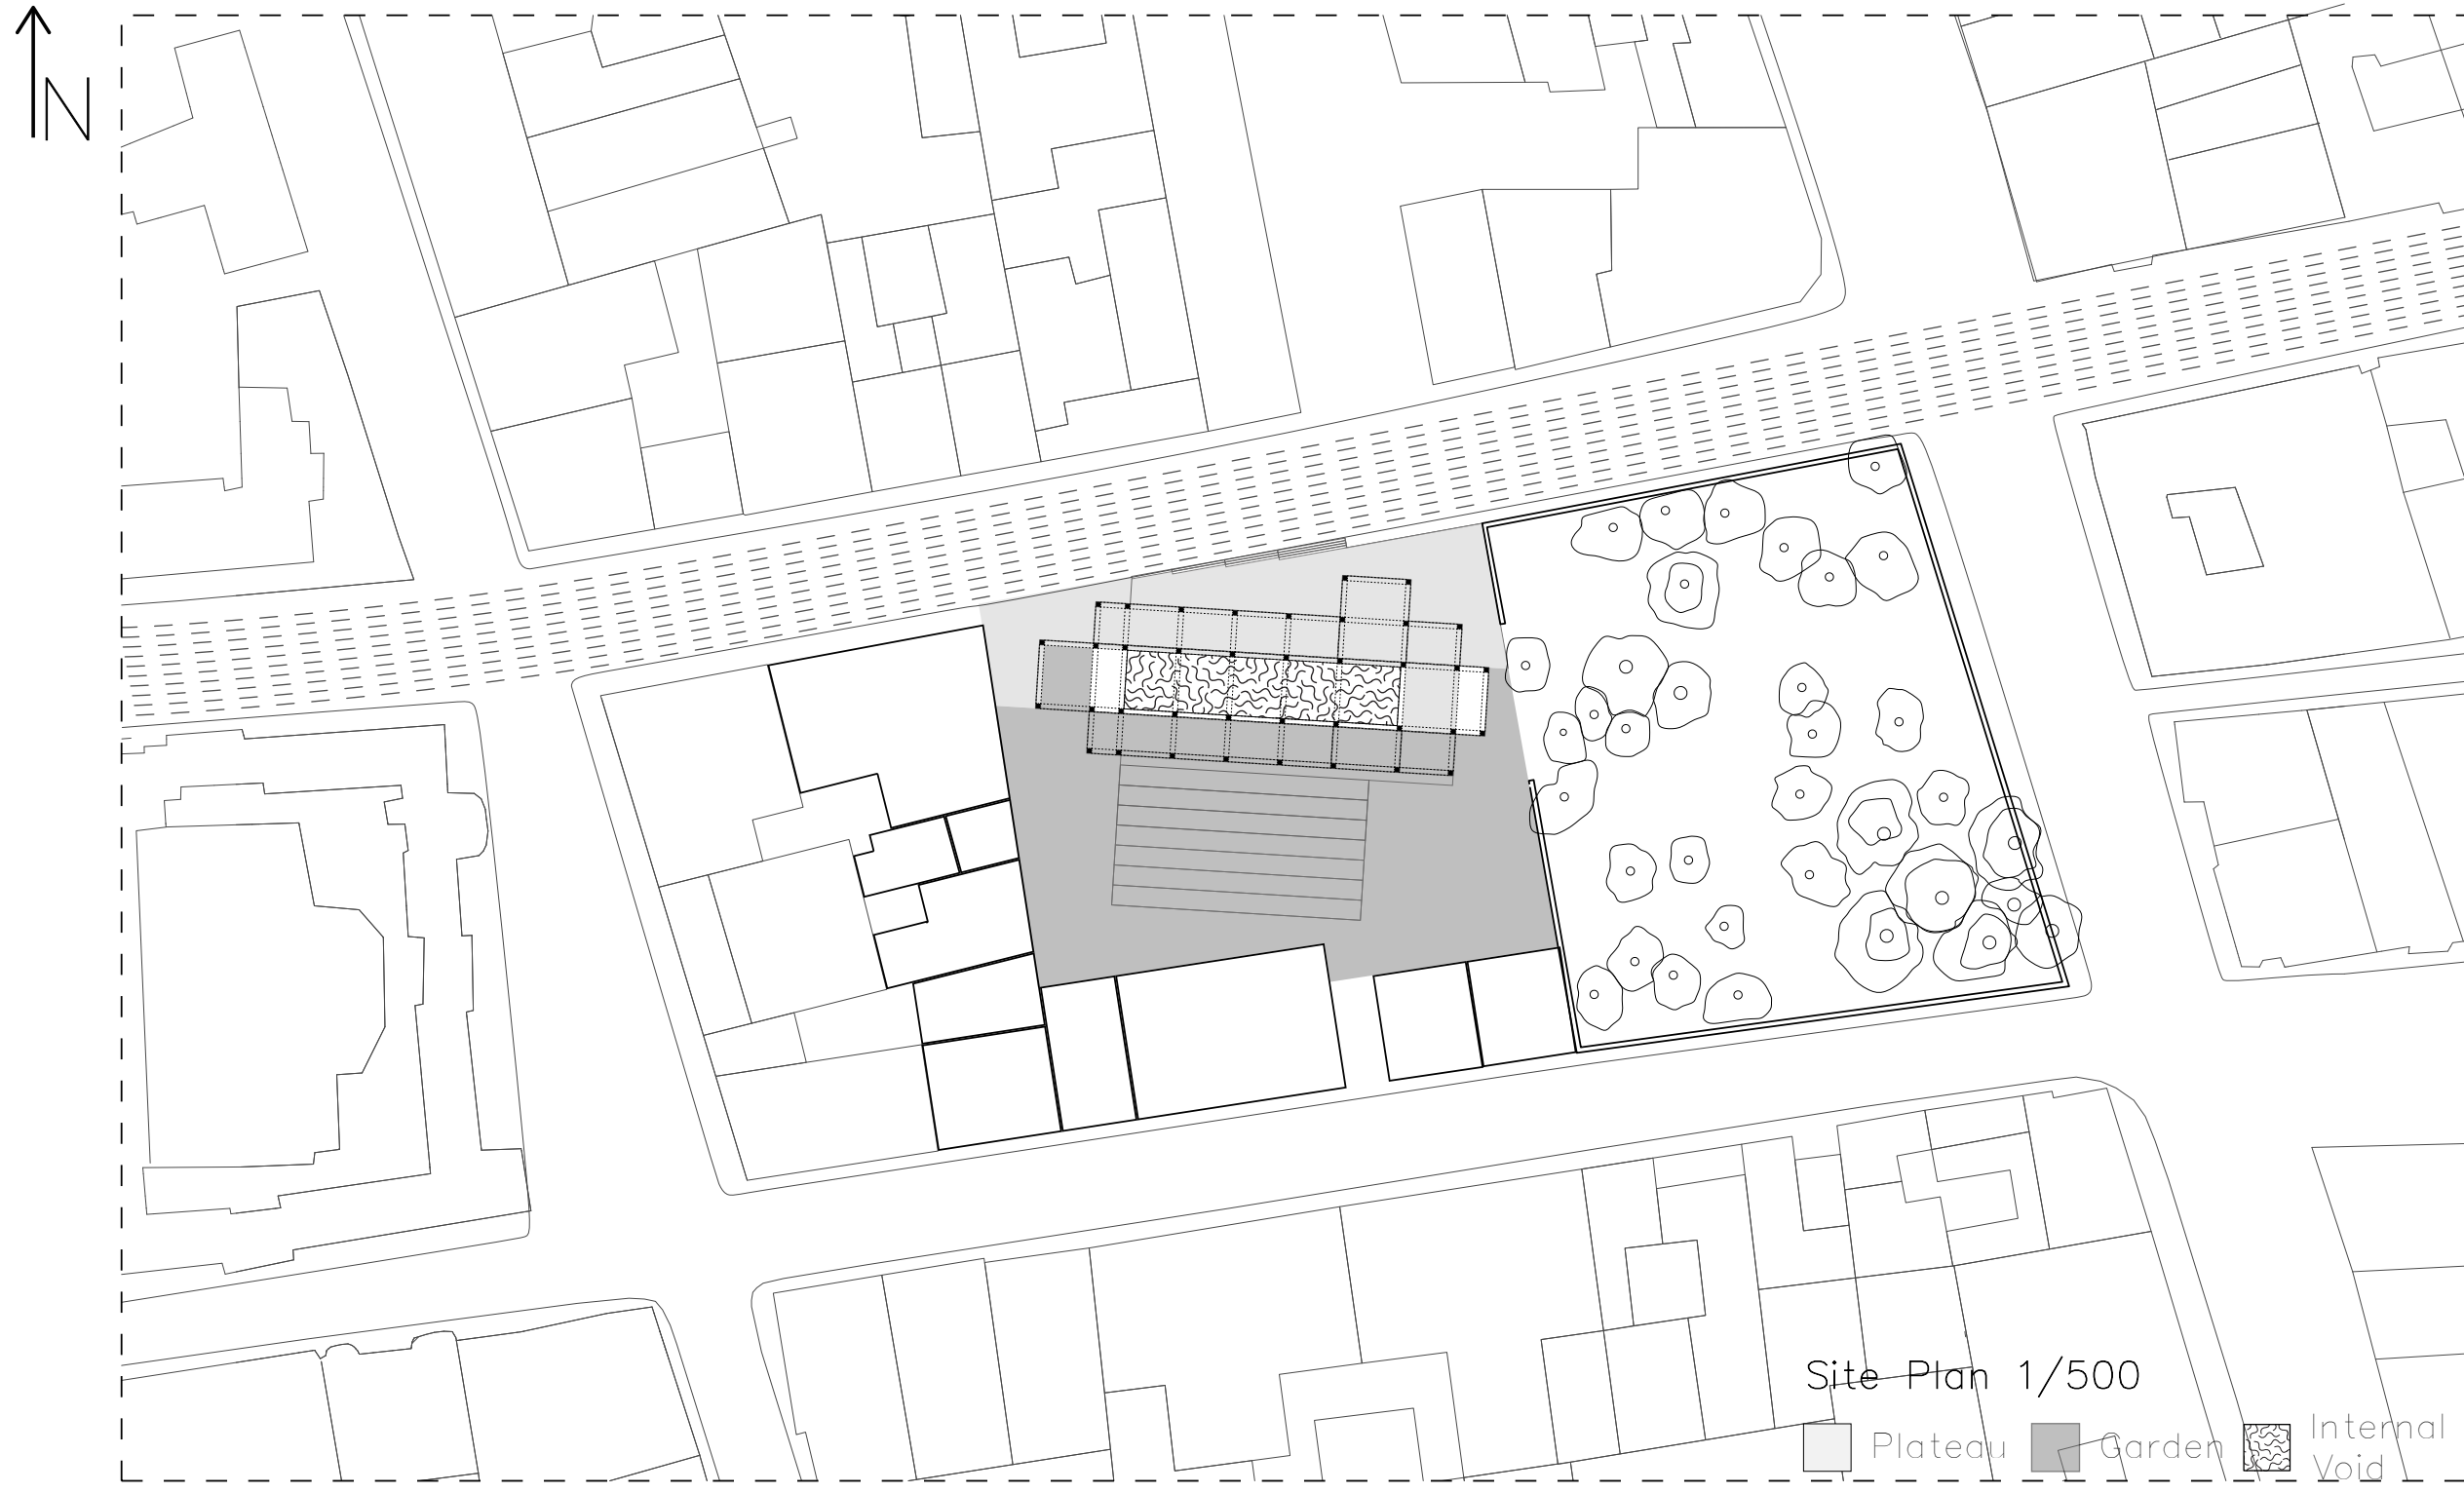 N
Site Plan 1/500
Plateau
Garden
Internal
Void